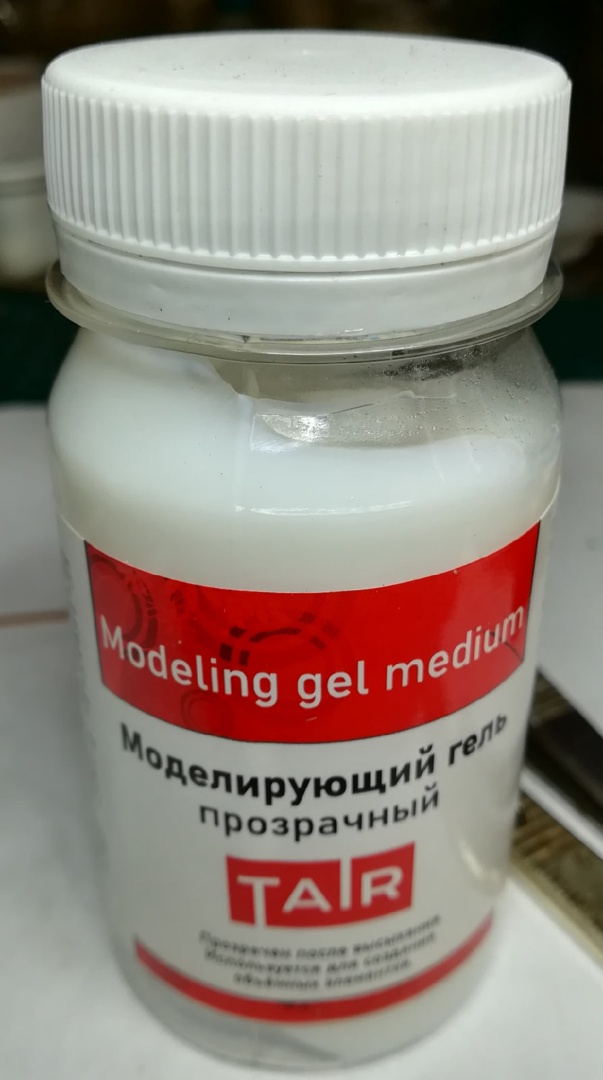 Modeling gel medium
Моделирующий гель
прозрачный
TAIR
Прозрачен после высыхания
Используется для создания
объёмных элементов